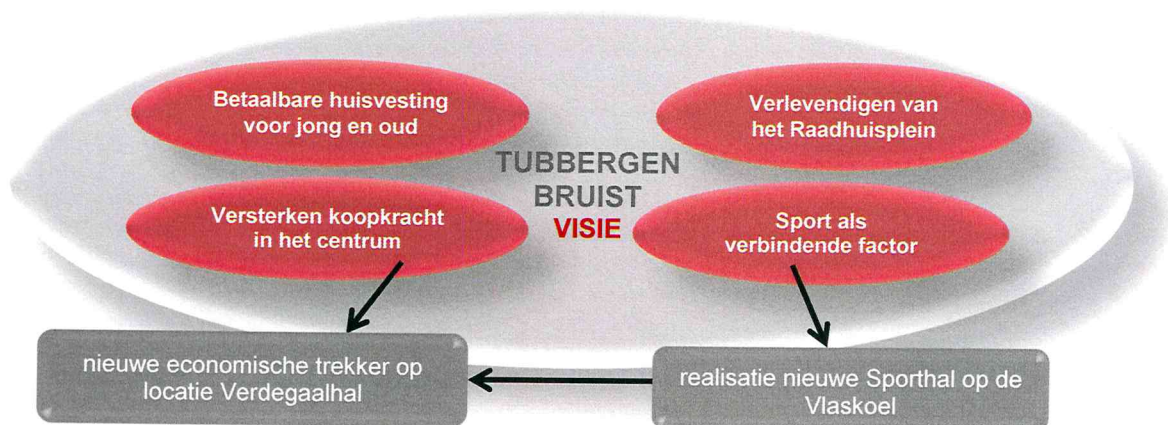 Betaalbare huisvesting
voor jong en oud
Verlevendigen van
het Raadhuisplein
TUBBERGEN
BRUIST
VISIE
Versterken koopkracht
in het centrum
Sport als
verbindende factor
nieuwe economische trekker op
locatie Verdegaalhal
realisatie nieuwe Sporthal op de
Vlaskoel